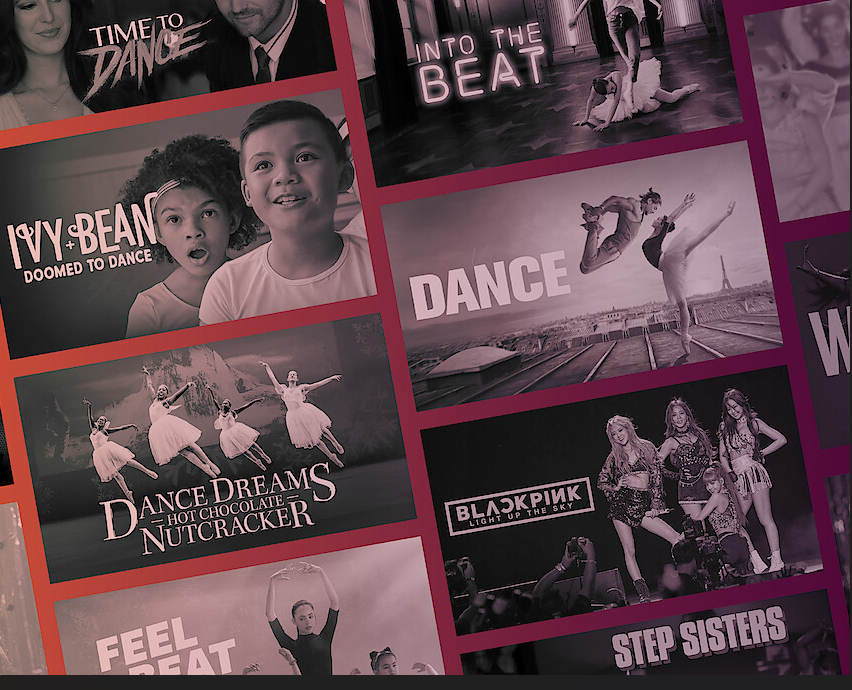 TIME TO
DANCE
INTO THE
BEAT
IVY + BEAN
DOOMED TO DANCE
DANCE
W
DANCE DREAMS
HOT CHOCOLATE
NUTCRACKER
BLACKPINK
LIGHT UP THE SKY
FEEL
BEAT
STEP SISTERS